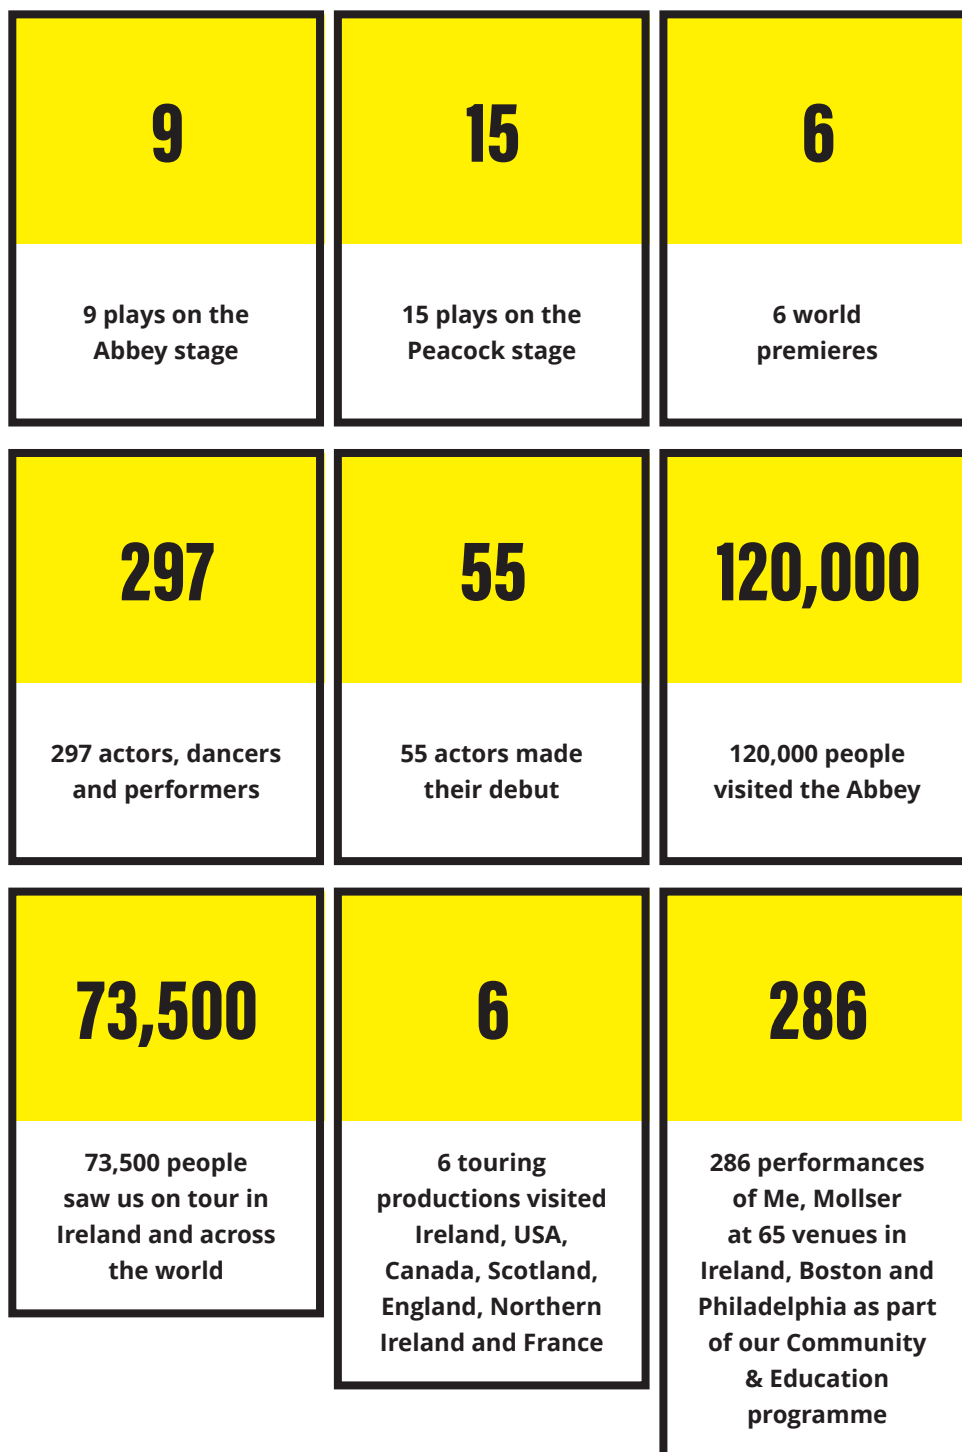 9
9 plays on the
Abbey stage
15
15 plays on the
Peacock stage
6
6 world
premieres
297
297 actors, dancers
and performers
55
55 actors made
their debut
120,000
120,000 people
visited the Abbey
73,500
73,500 people
saw us on tour in
Ireland and across
the world
6
6 touring
productions visited
Ireland, USA,
Canada, Scotland,
England, Northern
Ireland and France
286
286 performances
of Me, Mollser
at 65 venues in
Ireland, Boston and
Philadelphia as part
of our Community
& Education
programme